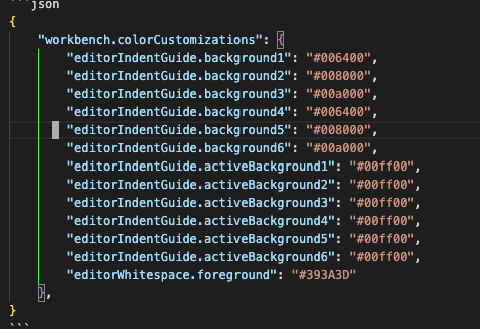 ```json
{
"workbench.colorCustomizations": {
"editorIndentGuide.background1": "#006400",
"editorIndentGuide.background2": "#008000",
"editorIndentGuide.background3": "#00a000",
"editorIndentGuide.background4": "#006400",
"editorIndentGuide.background5": "#008000",
"editorIndentGuide.background6": "#00a000",
"editorIndentGuide.activeBackground1": "#00ff00",
"editorIndentGuide.activeBackground2": "#00ff00",
"editorIndentGuide.activeBackground3": "#00ff00",
"editorIndentGuide.activeBackground4": "#00ff00",
"editorIndentGuide.activeBackground5": "#00ff00",
"editorIndentGuide.activeBackground6": "#00ff00",
"editorWhitespace.foreground": "#393A3D"
},
}
```